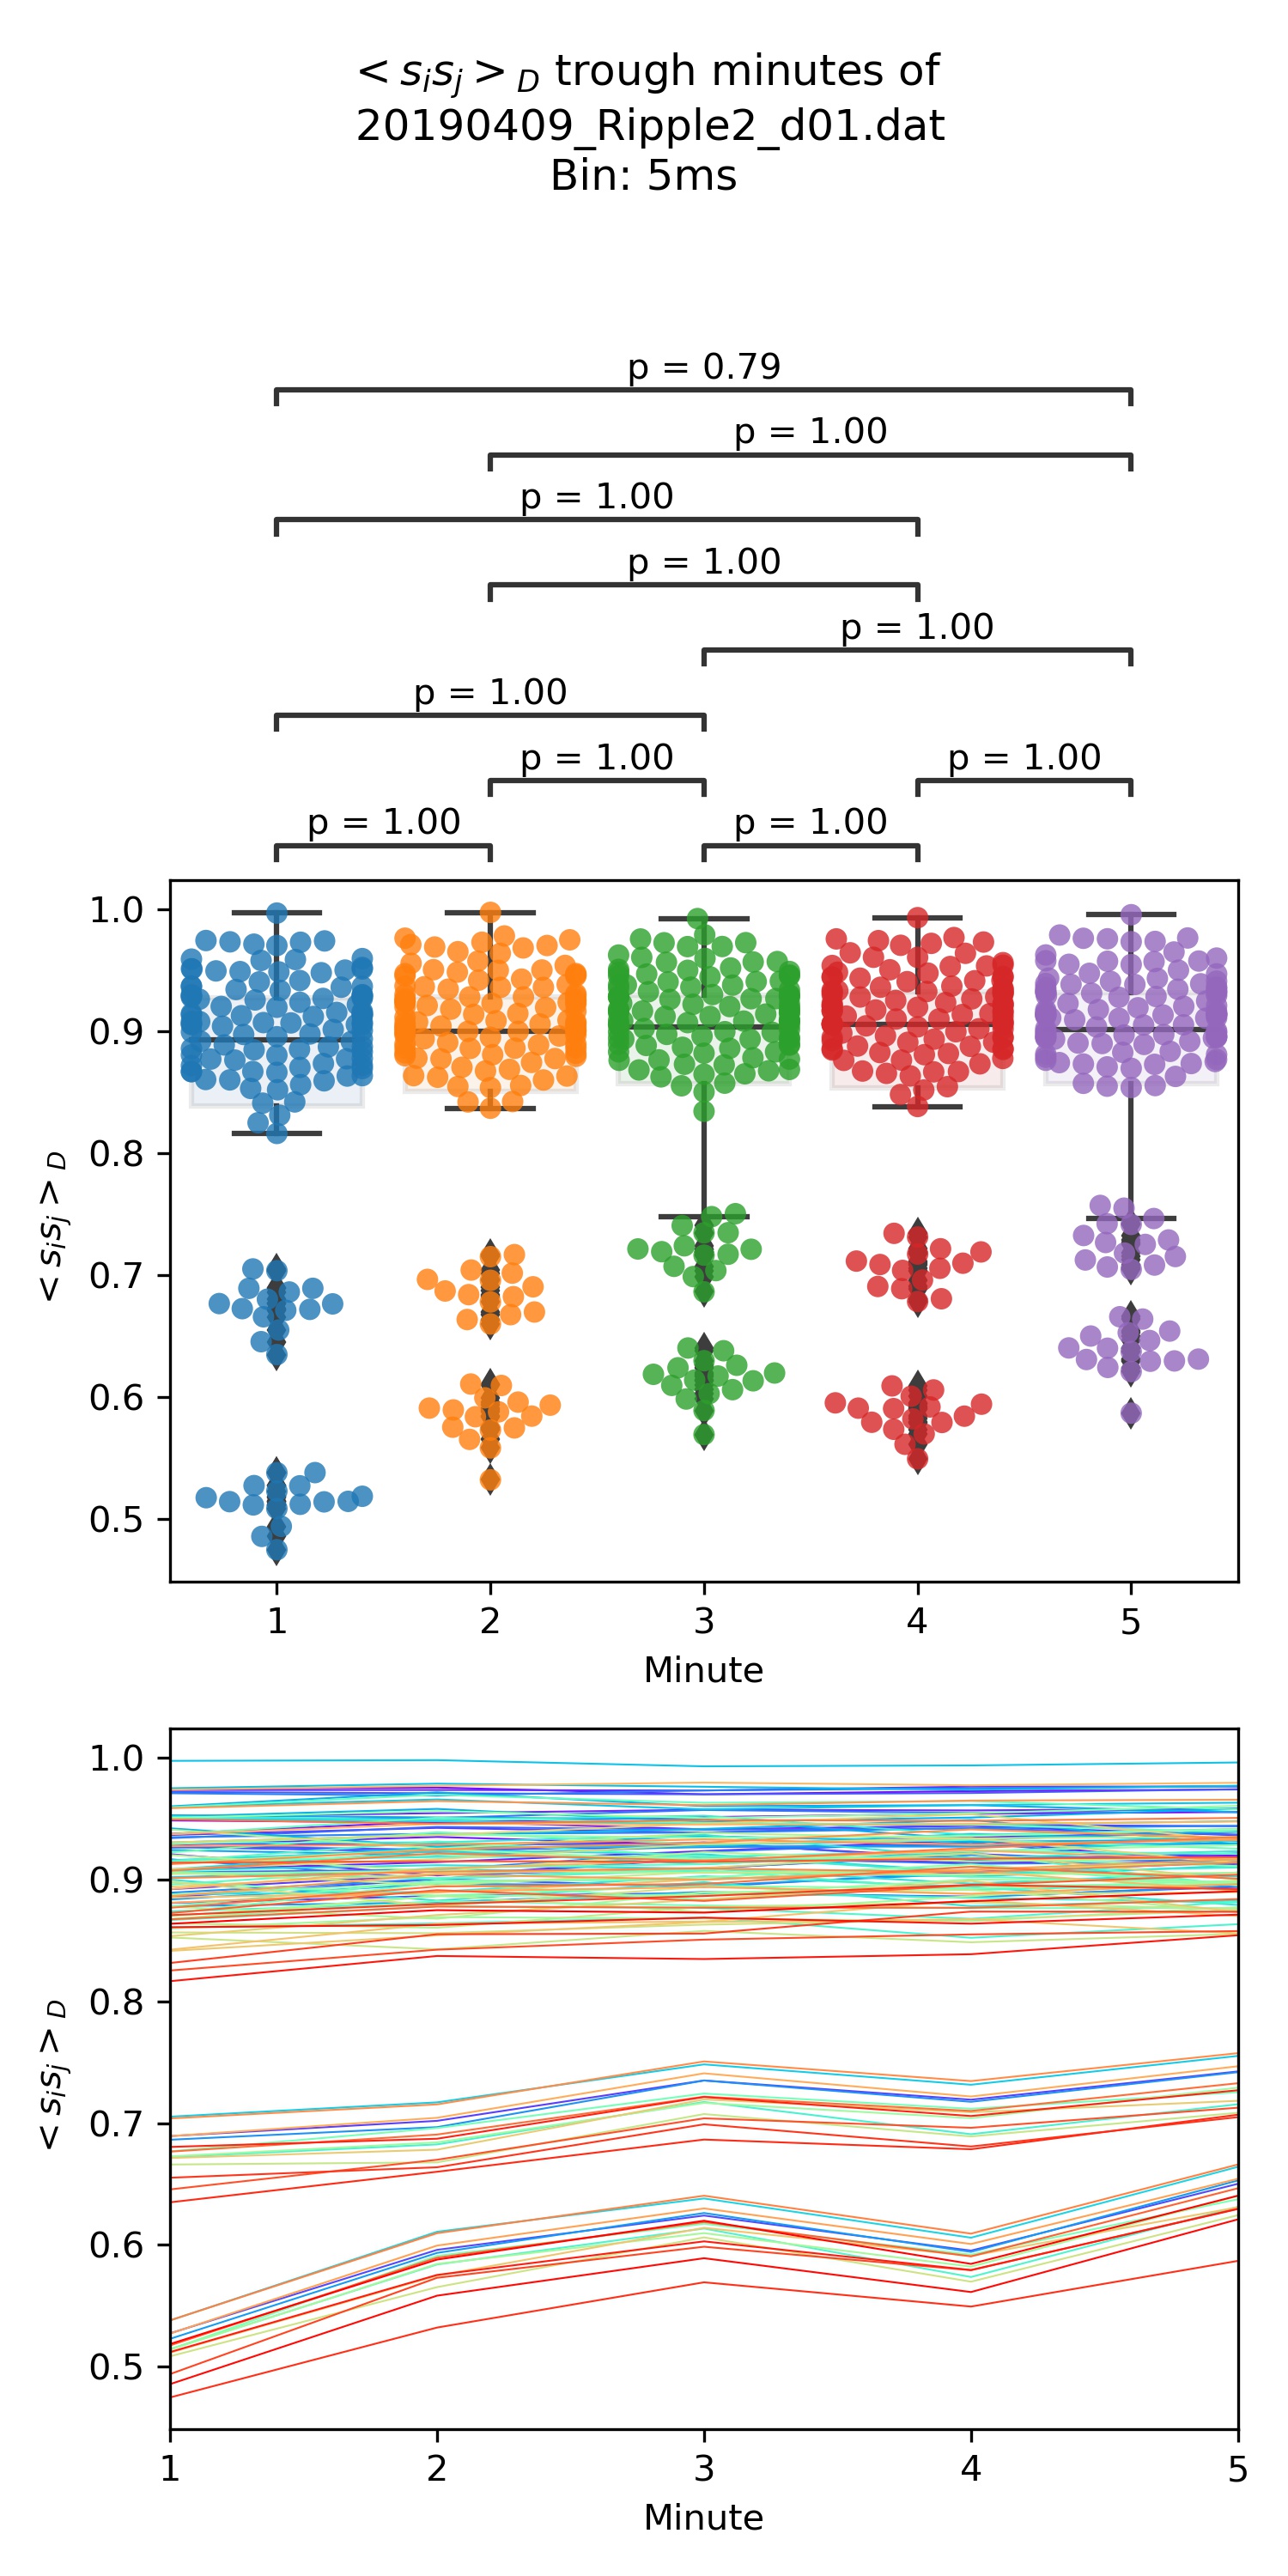 < s_i s_j >_D trough minutes of
20190409_Ripple2_d01.dat
Bin: 5ms
p = 0.79
p = 1.00
p = 1.00
p = 1.00
p = 1.00
p = 1.00
p = 1.00 p = 1.00
p = 1.00 p = 1.00
1.0
0.9
0.8
0.7
0.6
0.5
< s_i s_j >_D
1 2 3 4 5
Minute
1.0
0.9
0.8
0.7
0.6
0.5
< s_i s_j >_D
1 2 3 4 5
Minute